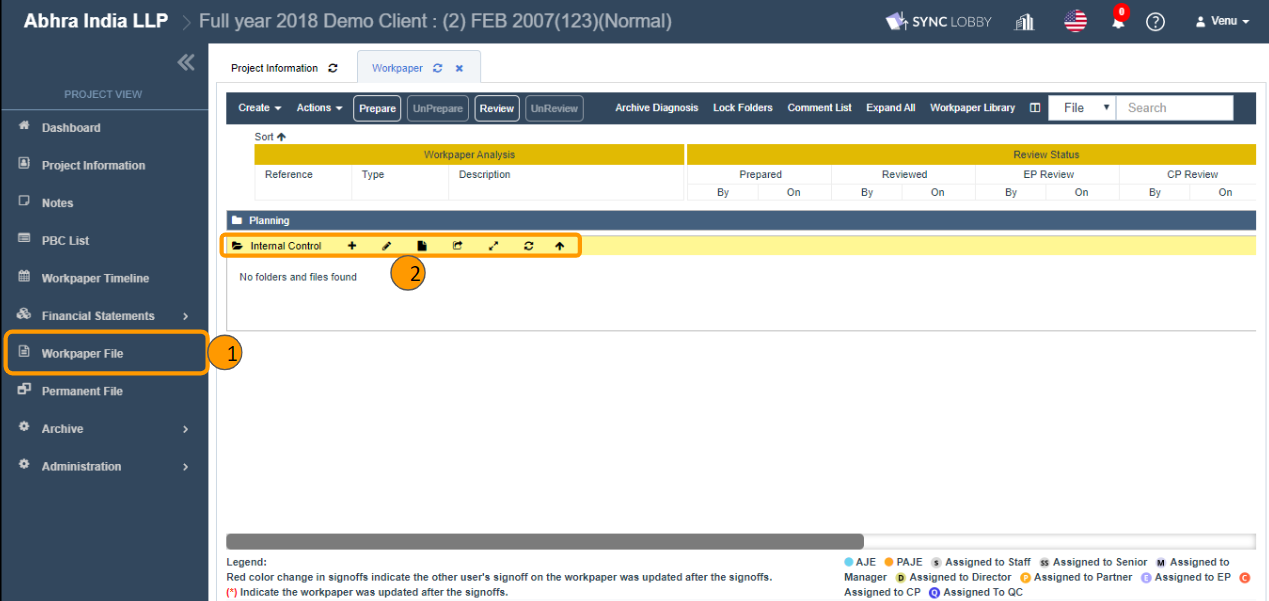 Abhra India LLP > Full year 2018 Demo Client : (2) FEB 2007(123)(Normal) SYNC LOBBY 0 ? Venu
Project Information Workpaper x
PROJECT VIEW
Dashboard
Project Information
Notes
PBC List
Workpaper Timeline
Financial Statements >
Workpaper File
Permanent File
Archive >
Administration >
1
Create Actions Prepare UnPrepare Review UnReview Archive Diagnosis Lock Folders Comment List Expand All Workpaper Library File Search
Sort
Workpaper Analysis Review Status
Reference Type Description Prepared Reviewed EP Review CP Review
By On By On By On By On
Planning
Internal Control
2
No folders and files found
Legend:
Red color change in signoffs indicate the other user's signoff on the workpaper was updated after the signoffs.
(*) Indicate the workpaper was updated after the signoffs.
AJE PAJE S Assigned to Staff SS Assigned to Senior M Assigned to
Manager D Assigned to Director P Assigned to Partner E Assigned to EP C
Assigned to CP Q Assigned To QC